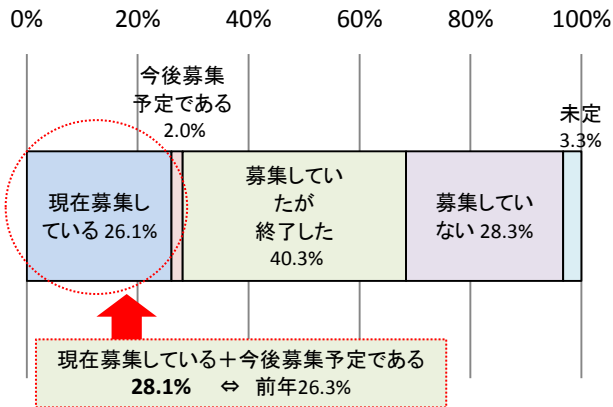 0% 20% 40% 60% 80% 100%
今後募集
予定である
2.0%
未定
3.3%
現在募集し
ている 26.1%
募集してい
たが
終了した
40.3%
募集してい
ない 28.3%
現在募集している＋今後募集予定である
28.1% ⇔ 前年26.3%